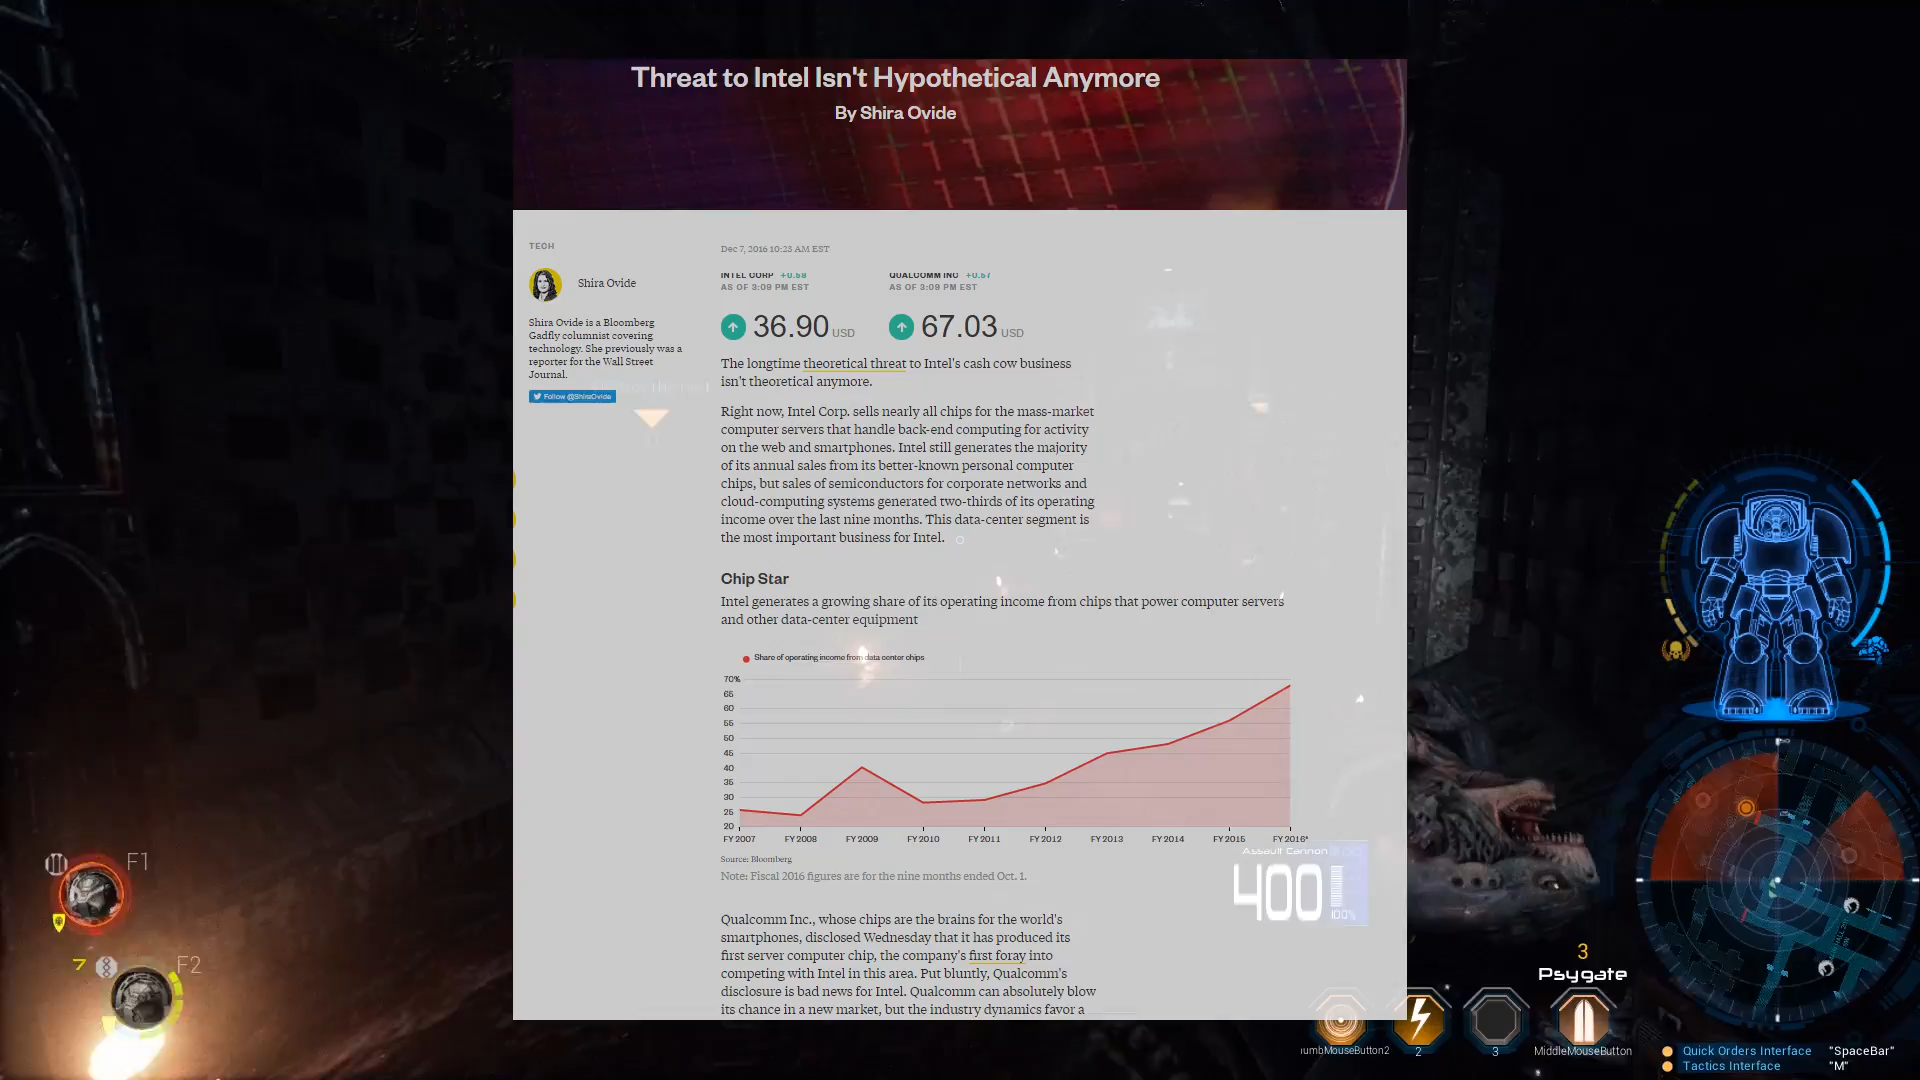 Threat to Intel Isn't Hypothetical Anymore
By Shira Ovide
TECH
Shira Ovide
Shira Ovide is a Bloomberg
Gadfly columnist covering
technology. She previously was a
reporter for the Wall Street
Journal.
Follow @ShiraOvide
Dec 7, 2016 10:23 AM EST
INTEL CORP +0.58
AS OF 3:09 PM EST
36.90 USD
QUALCOMM INC +0.57
AS OF 3:09 PM EST
67.03 USD
The longtime theoretical threat to Intel's cash cow business
isn't theoretical anymore.
Right now, Intel Corp. sells nearly all chips for the mass-market
computer servers that handle back-end computing for activity
on the web and smartphones. Intel still generates the majority
of its annual sales from its better-known personal computer
chips, but sales of semiconductors for corporate networks and
cloud-computing systems generated two-thirds of its operating
income over the last nine months. This data-center segment is
the most important business for Intel.
Chip Star
Intel generates a growing share of its operating income from chips that power computer servers
and other data-center equipment
Share of operating income from data center chips
70%
65
60
55
50
45
40
35
30
25
20
FY 2007 FY 2008 FY 2009 FY 2010 FY 2011 FY 2012 FY 2013 FY 2014 FY 2015 FY 2016*
Source: Bloomberg
Note: Fiscal 2016 figures are for the nine months ended Oct. 1.
Qualcomm Inc., whose chips are the brains for the world's
smartphones, disclosed Wednesday that it has produced its
first server computer chip, the company's first foray into
competing with Intel in this area. Put bluntly, Qualcomm's
disclosure is bad news for Intel. Qualcomm can absolutely blow
its chance in a new market, but the industry dynamics favor a
Assault Cannon
400
100%
F1
7
F2
3
Psygate
umbMouseButton2
2
3
MiddleMouseButton
Quick Orders Interface "SpaceBar"
Tactics Interface "M"